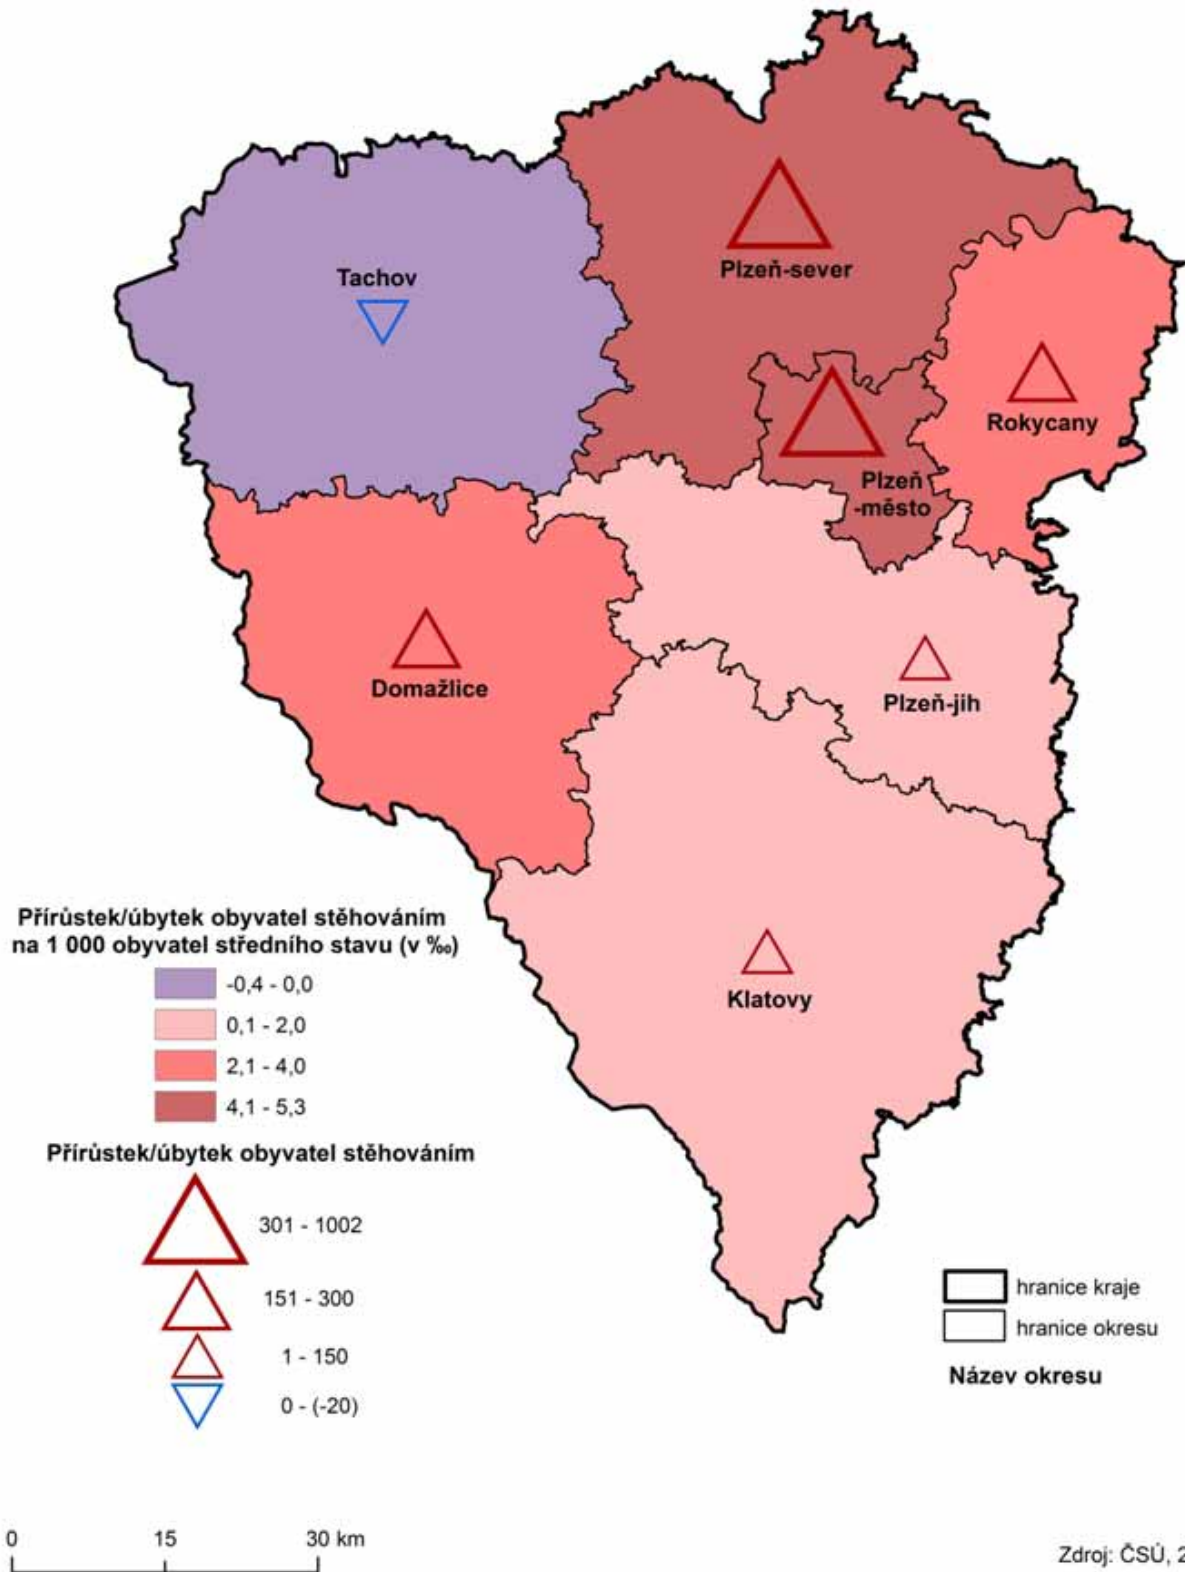 Plzeň-sever
Tachov
Rokycany
Plzeň
-město
Domažlice
Plzeň-jih
Klatovy
Přírůstek/úbytek obyvatel stěhováním
na 1 000 obyvatel středního stavu (v ‰)
-0,4 - 0,0
0,1 - 2,0
2,1 - 4,0
4,1 - 5,3
Přírůstek/úbytek obyvatel stěhováním
301 - 1002
151 - 300
1 - 150
0 - (-20)
hranice kraje
hranice okresu
Název okresu
0 15 30 km
Zdroj: ČSÚ, 2